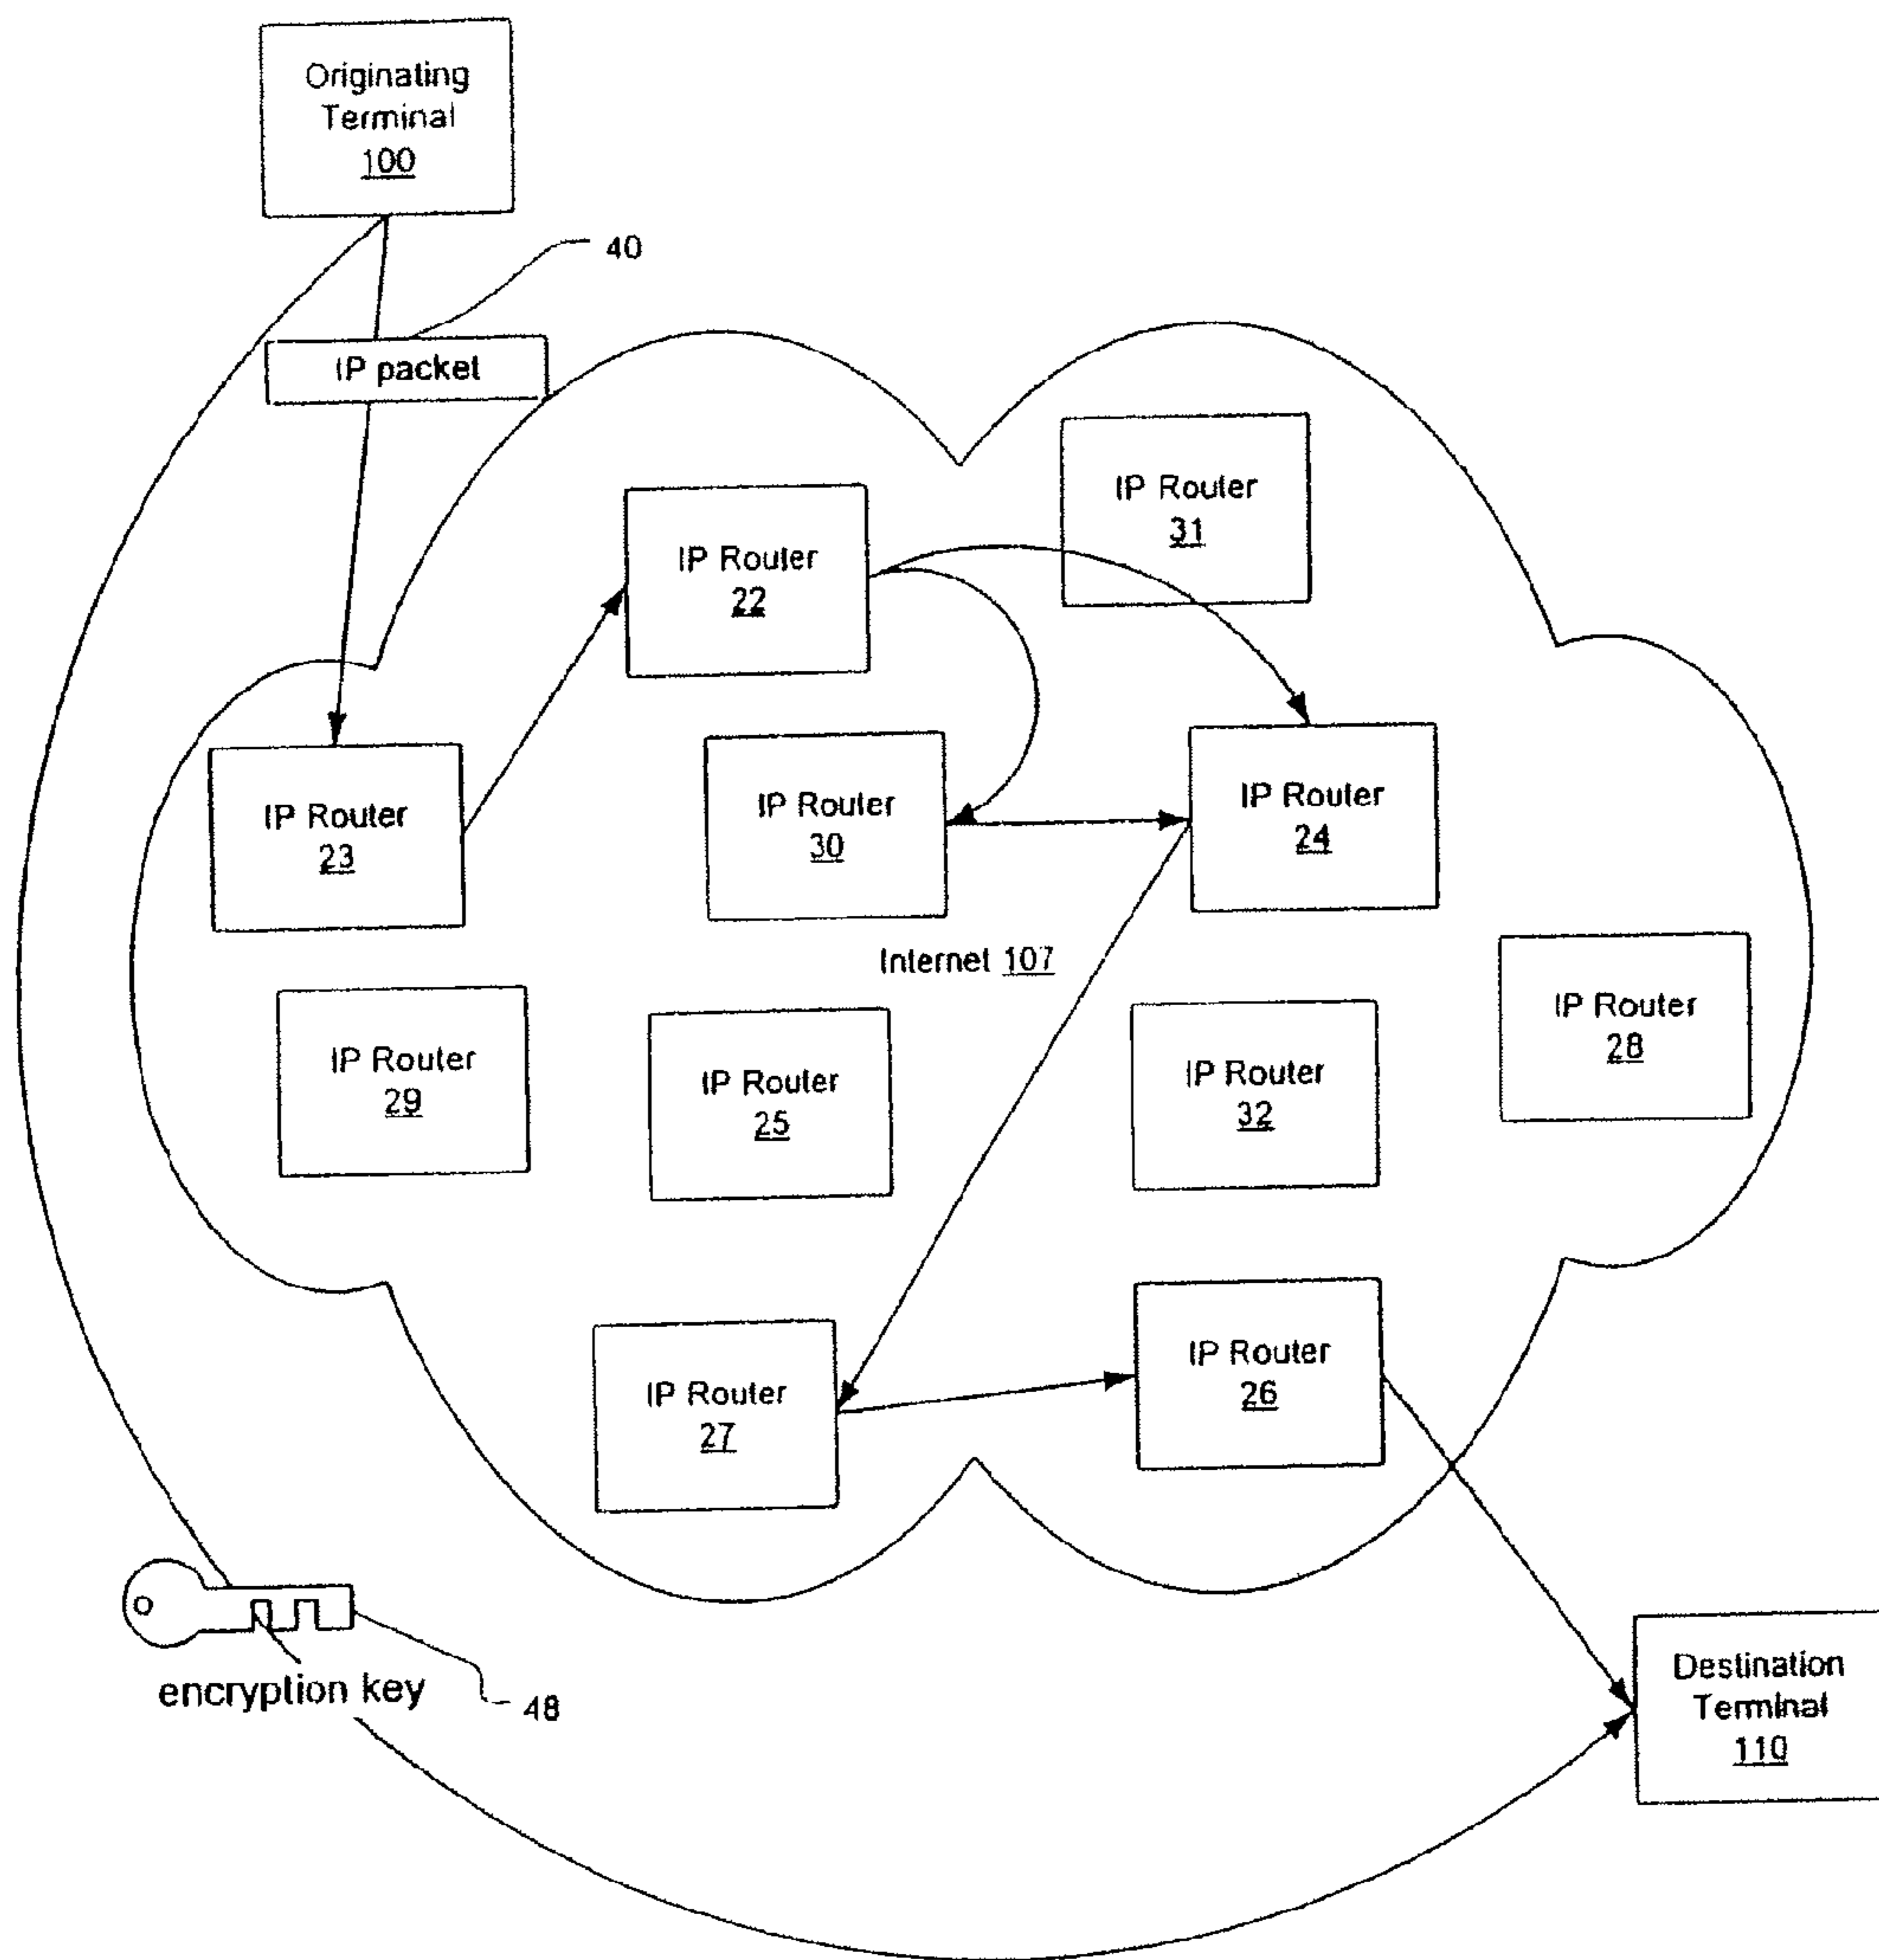 Originating
Terminal
100
40
IP packet
IP Router
31
IP Router
22
IP Router
23
IP Router
30
IP Router
24
Internet 107
IP Router
28
IP Router
29
IP Router
25
IP Router
32
IP Router
27
IP Router
26
encryption key
48
Destination
Terminal
110